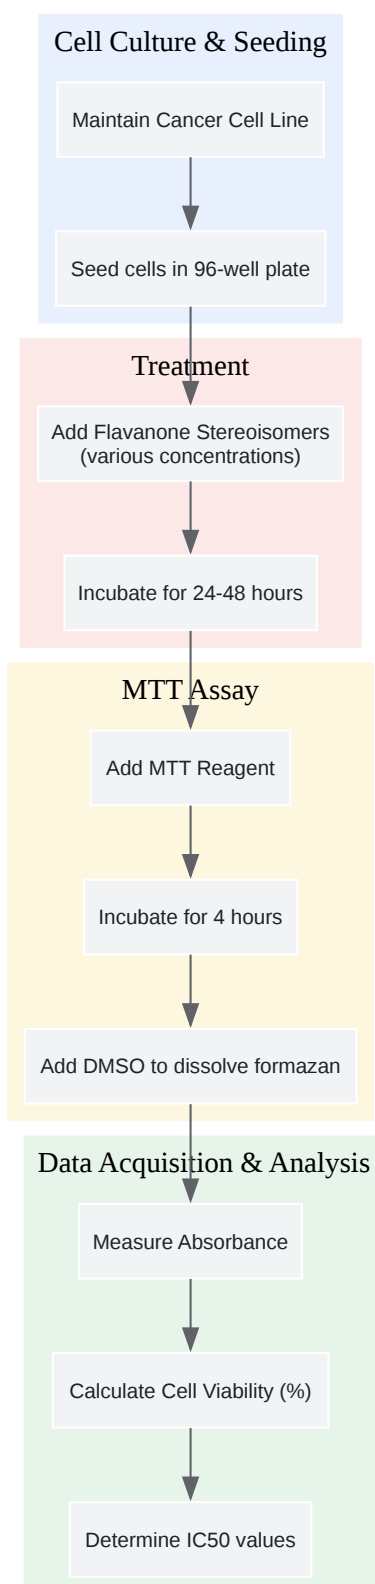 Cell Culture & Seeding
Maintain Cancer Cell Line
Seed cells in 96-well plate
Treatment
Add Flavanone Stereoisomers
(various concentrations)
Incubate for 24-48 hours
MTT Assay
Add MTT Reagent
Incubate for 4 hours
Add DMSO to dissolve formazan
Data Acquisition & Analysis
Measure Absorbance
Calculate Cell Viability (%)
Determine IC50 values